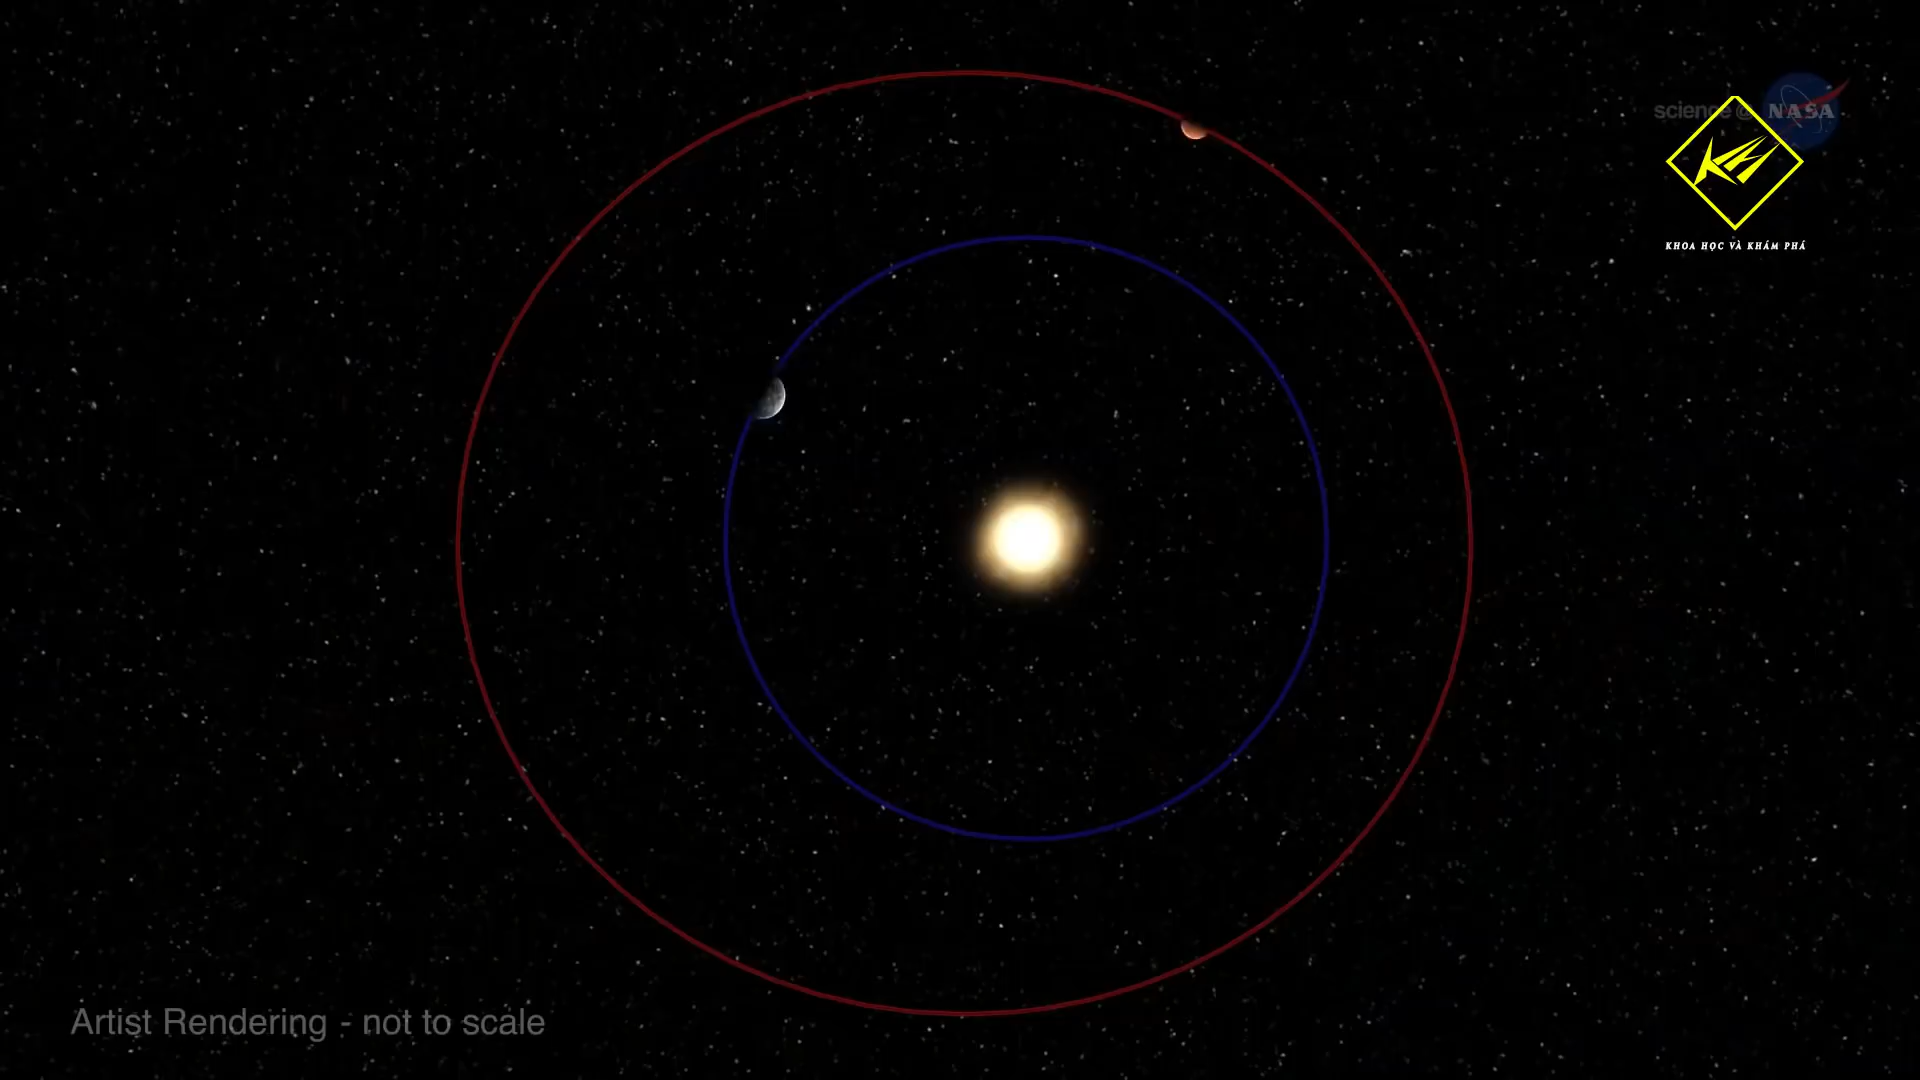 science @ NASA
KHOA HỌC VÀ KHÁM PHÁ
Artist Rendering - not to scale